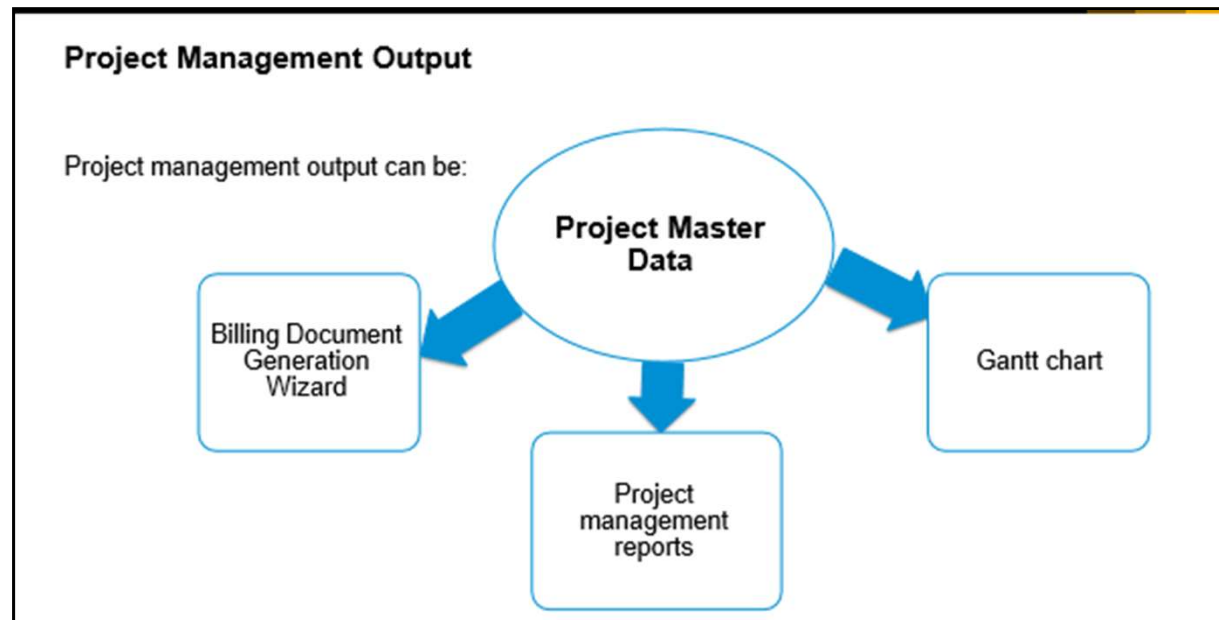 Project Management Output
Project management output can be:
Project Master
Data
Billing Document
Generation
Wizard
Gantt chart
Project
management
reports